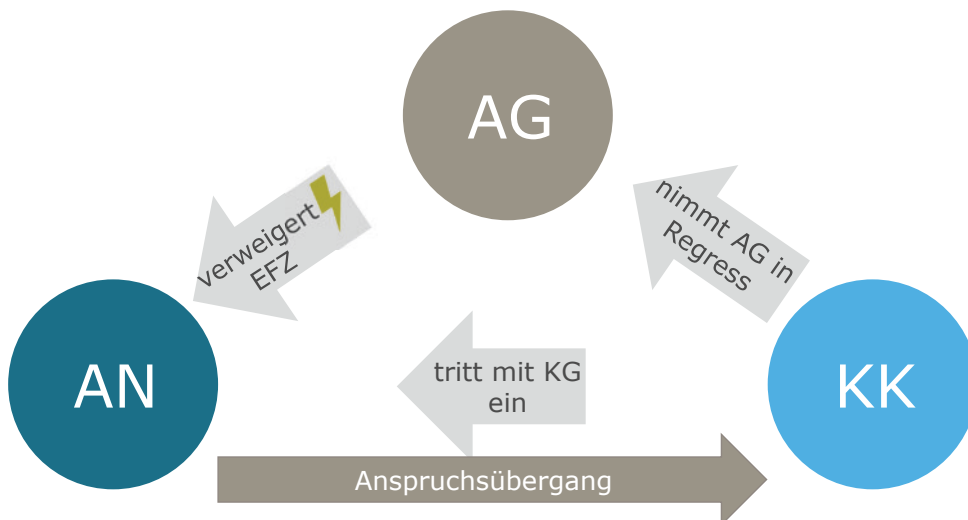 AG
verweigert
EFZ
nimmt AG in
Regress
AN
tritt mit KG
ein
KK
Anspruchsübergang